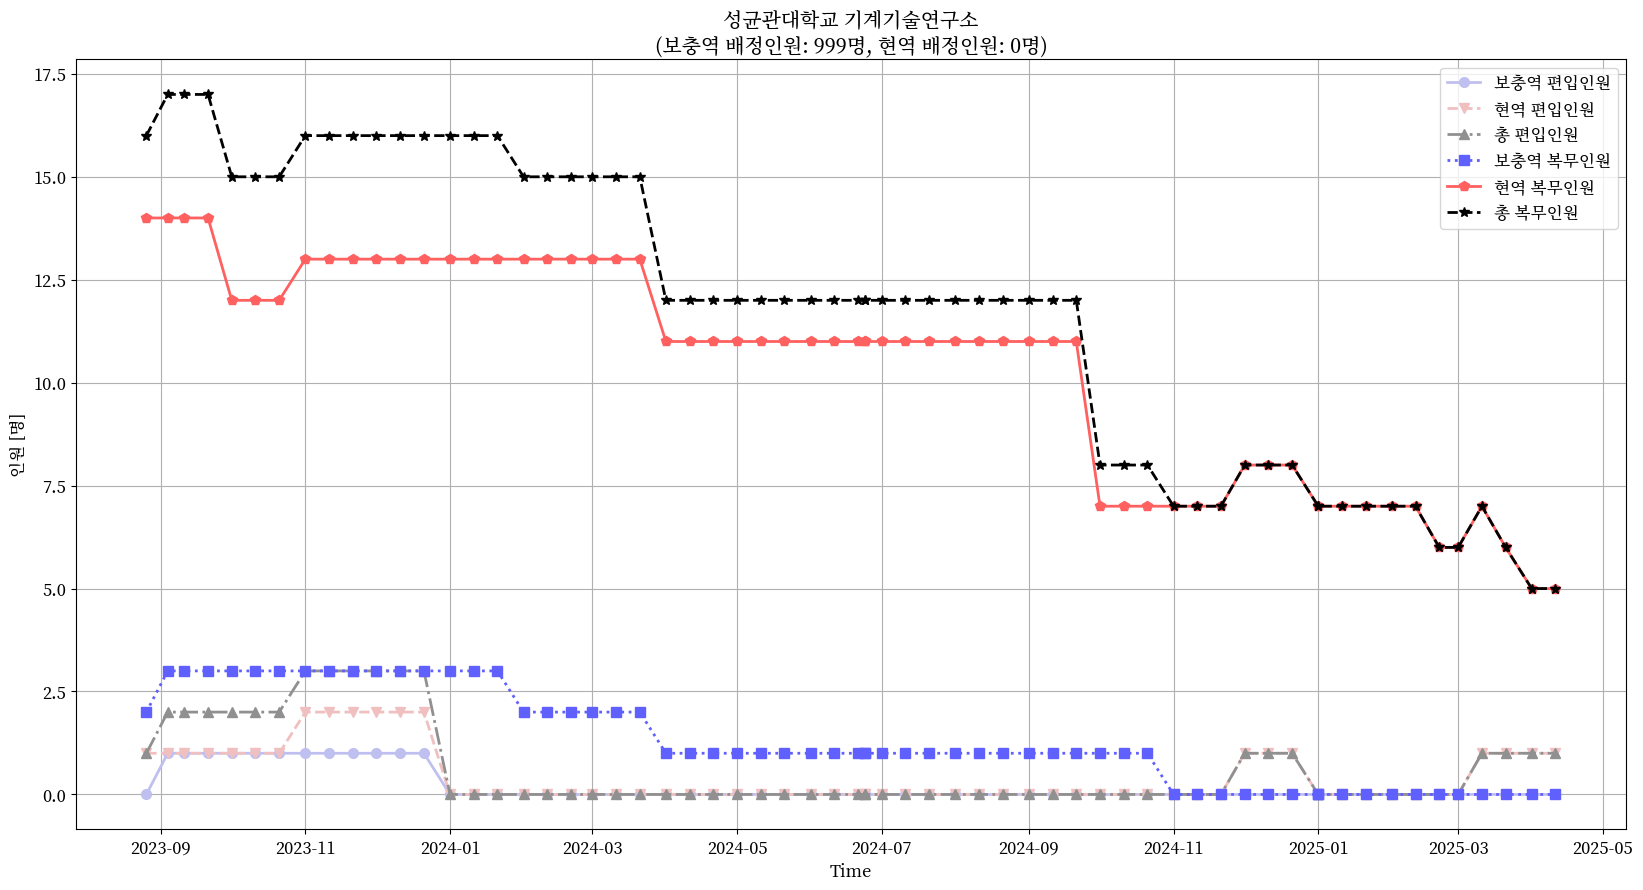 성균관대학교 기계기술연구소
(보충역 배정인원: 999명, 현역 배정인원: 0명)
17.5
15.0
12.5
10.0
7.5
5.0
2.5
0.0
인원 [명]
보충역 편입인원
현역 편입인원
총 편입인원
보충역 복무인원
현역 복무인원
총 복무인원
2023-09 2023-11 2024-01 2024-03 2024-05 2024-07 2024-09 2024-11 2025-01 2025-03 2025-05
Time